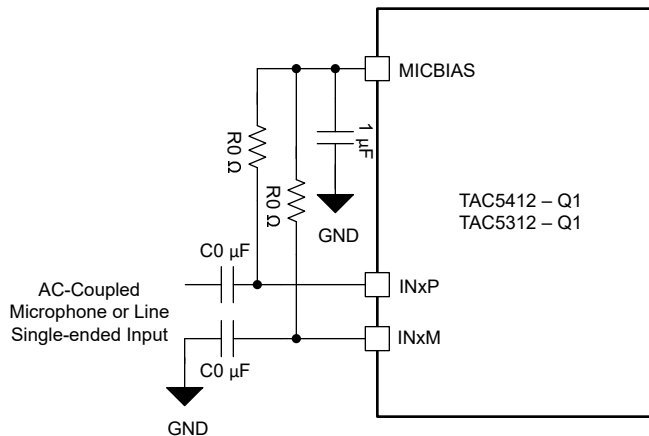 MICBIAS
1 µF
R0 Ω
R0 Ω
TAC5412 – Q1
TAC5312 – Q1
GND
C0 µF
AC-Coupled
Microphone or Line
Single-ended Input
INxP
INxM
C0 µF
GND